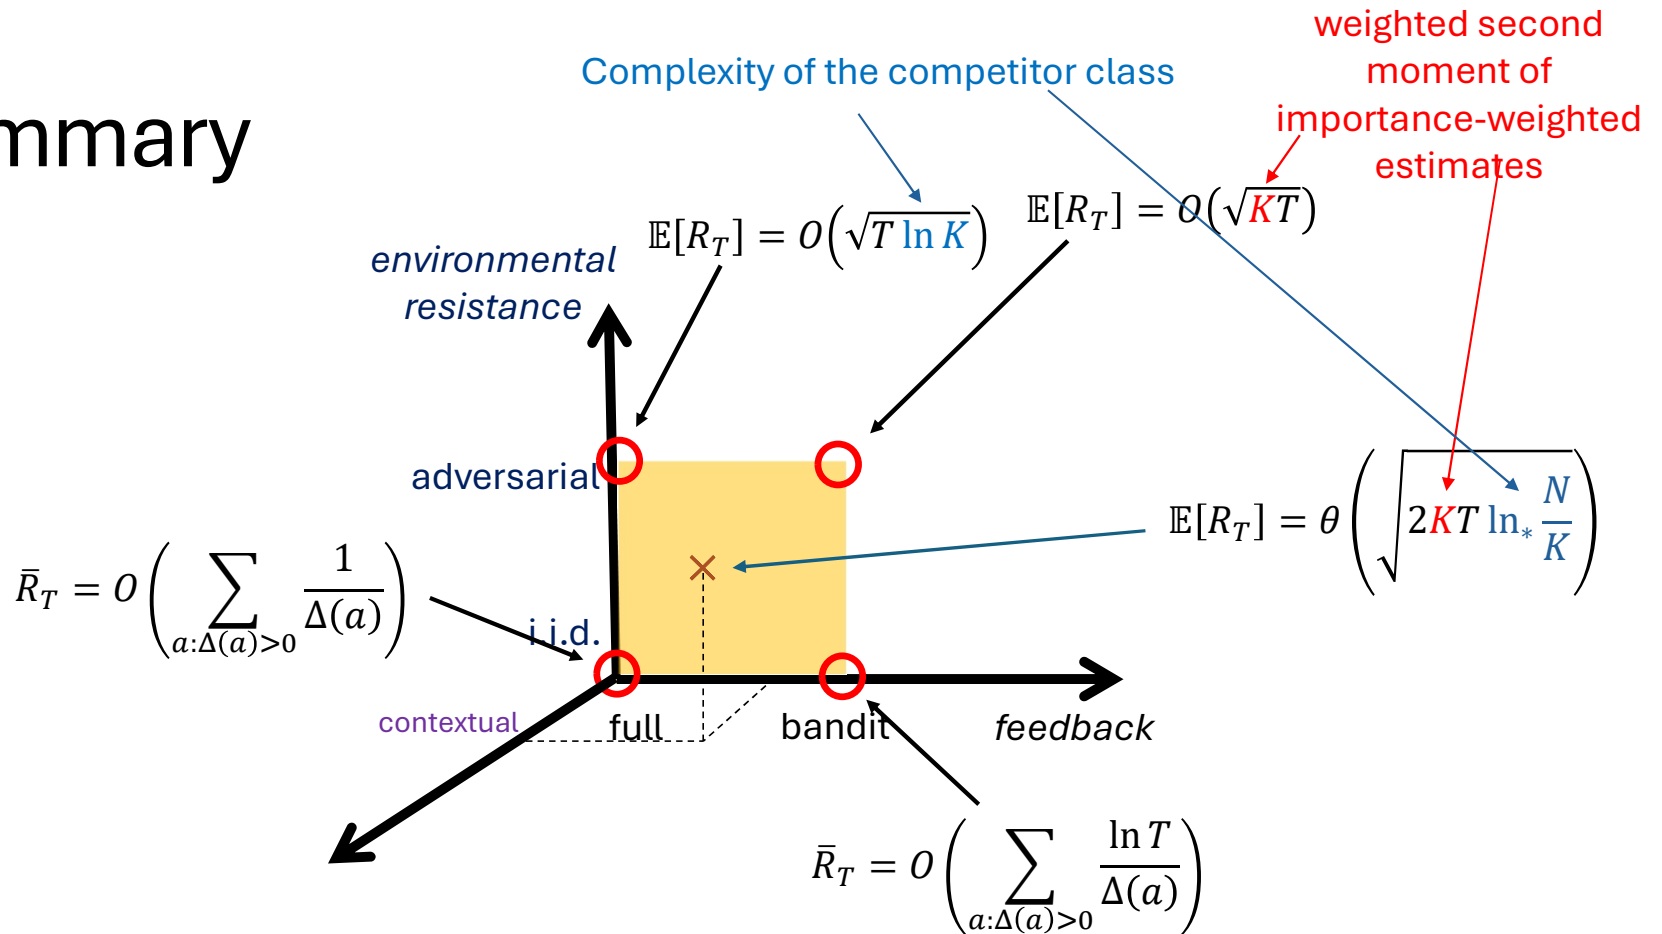 weighted second
moment of
importance-weighted
estimates
Complexity of the competitor class
mmary
𝔼[R_T] = O(√(T ln K))
𝔼[R_T] = O(√(KT))
environmental
resistance
adversarial
𝔼[R_T] = θ(√(2KT ln_* N/K))
R̄_T = O(∑_{a:Δ(a)>0} 1/Δ(a))
i.i.d.
contextual
full
bandit
feedback
R̄_T = O(∑_{a:Δ(a)>0} ln T/Δ(a))